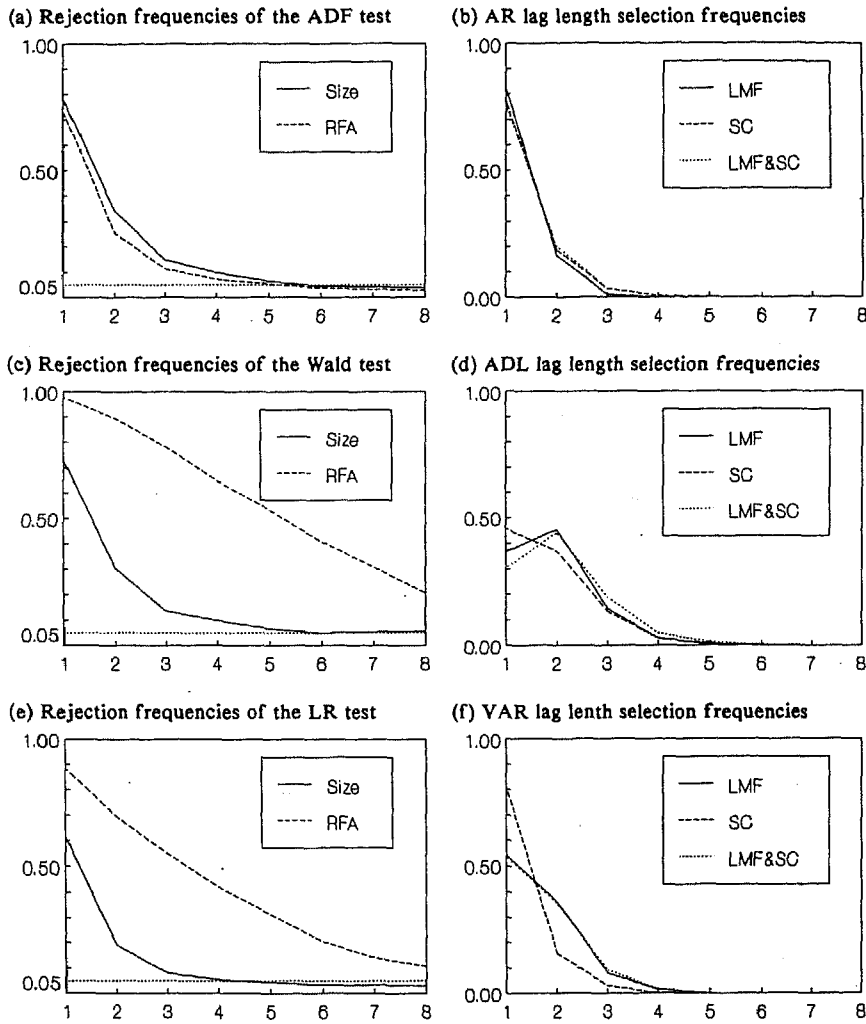 (a) Rejection frequencies of the ADF test
1.00
0.50
0.05
Size
RFA
1 2 3 4 5 6 7 8
(b) AR lag length selection frequencies
1.00
0.50
0.00
LMF
SC
LMF&SC
1 2 3 4 5 6 7 8
(c) Rejection frequencies of the Wald test
1.00
0.50
0.05
Size
RFA
1 2 3 4 5 6 7 8
(d) ADL lag length selection frequencies
1.00
0.50
0.00
LMF
SC
LMF&SC
1 2 3 4 5 6 7 8
(e) Rejection frequencies of the LR test
1.00
0.50
0.05
Size
RFA
1 2 3 4 5 6 7 8
(f) VAR lag lenth selection frequencies
1.00
0.50
0.00
LMF
SC
LMF&SC
1 2 3 4 5 6 7 8